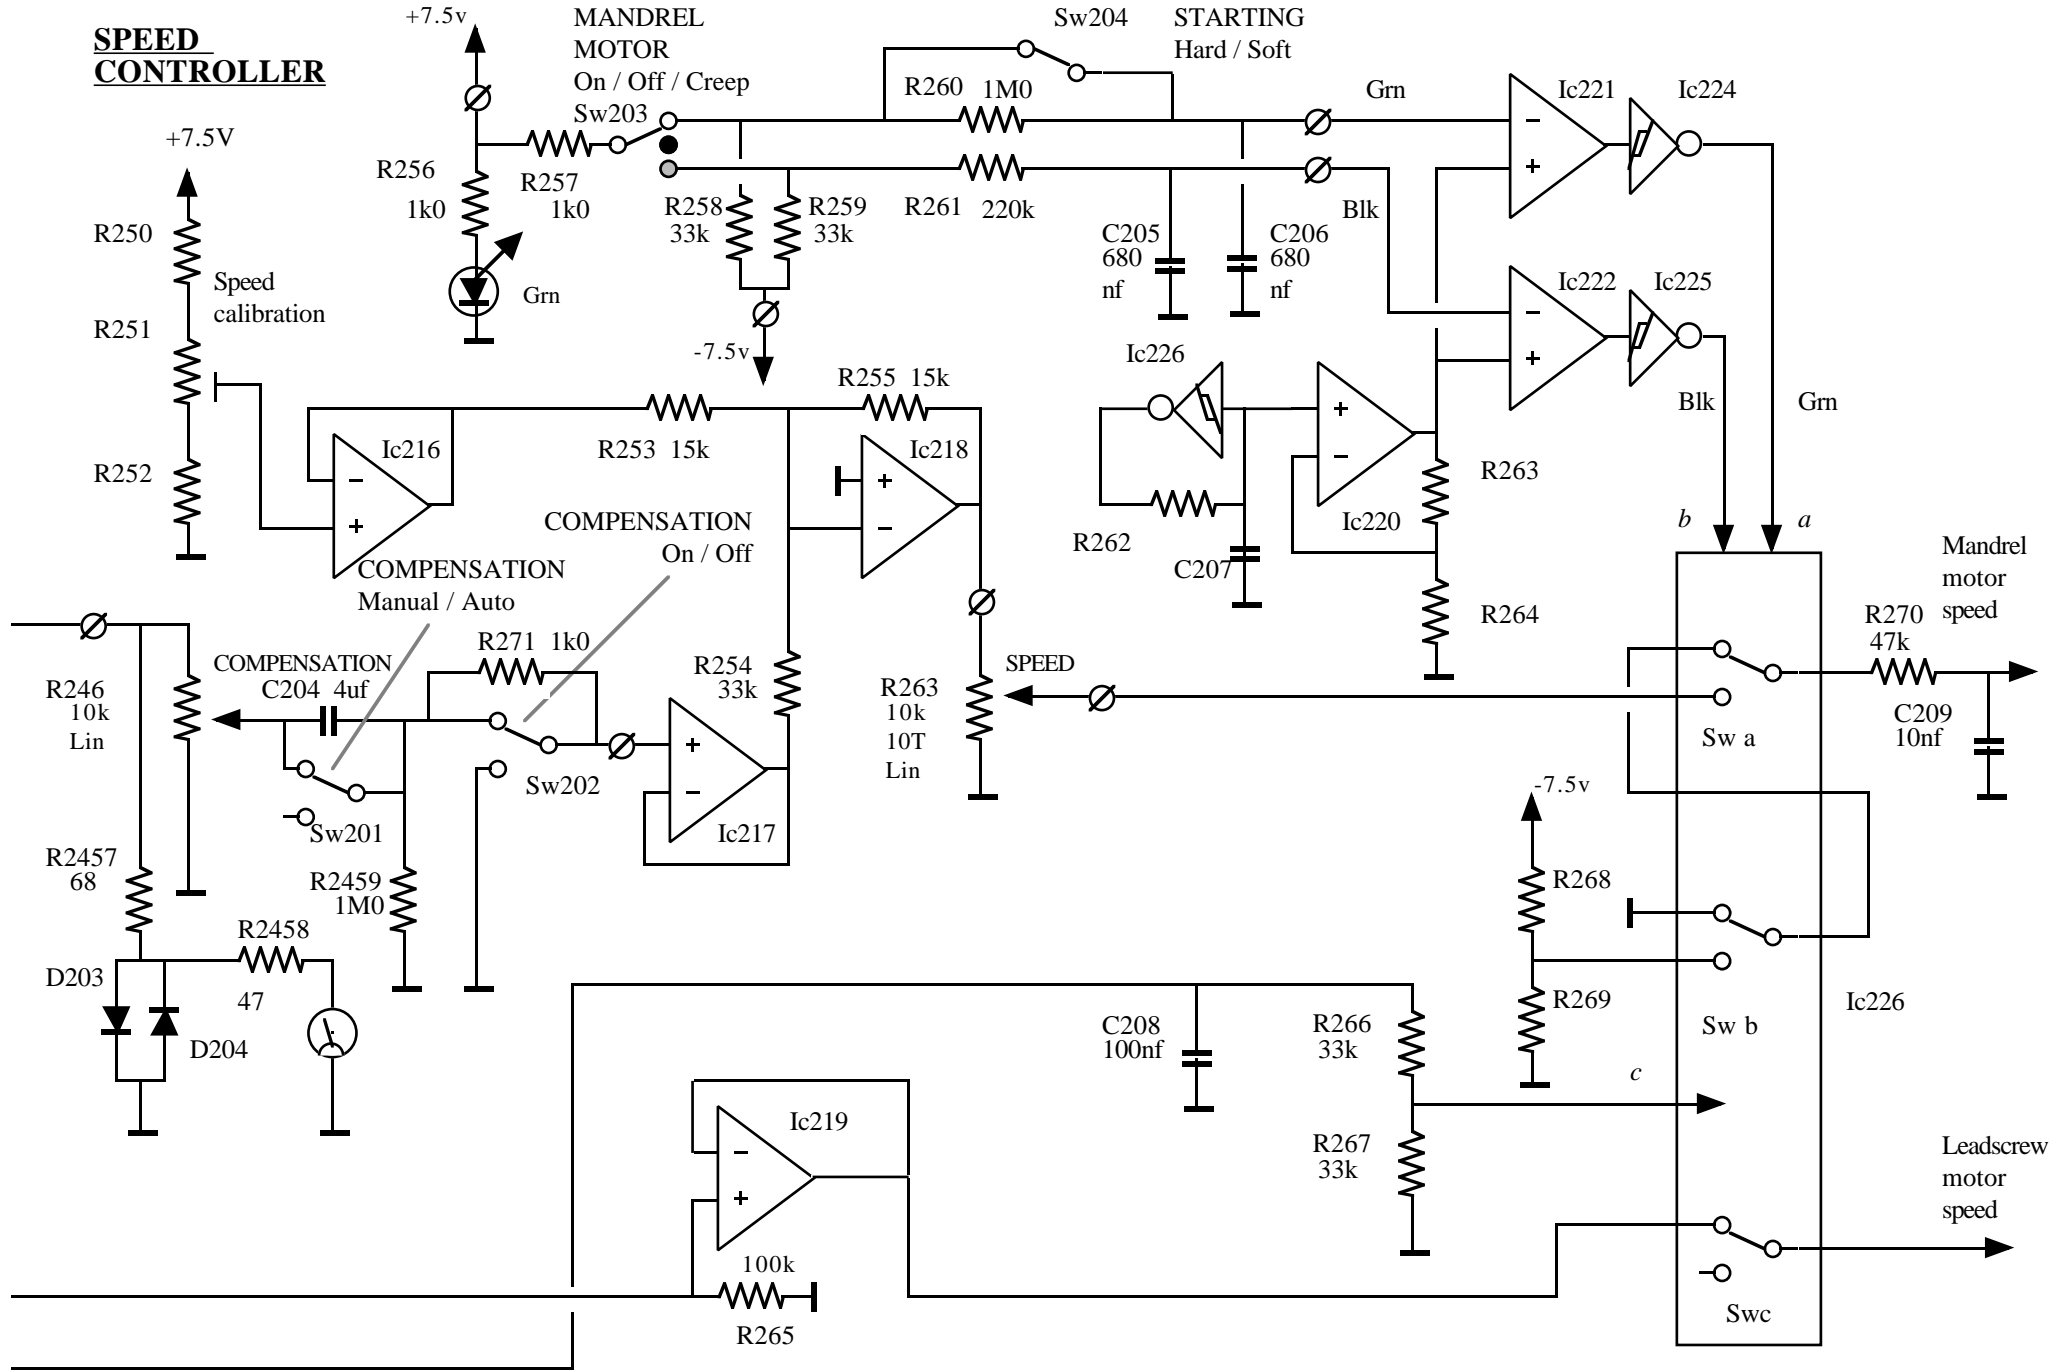 SPEED
CONTROLLER
+7.5v
MANDREL
MOTOR
On / Off / Creep
Sw203
Sw204
STARTING
Hard / Soft
R260 1M0
Grn
Ic221
Ic224
+7.5V
R256
1k0
R257
1k0
R258
33k
R259
33k
R261 220k
Blk
C205
680
nf
C206
680
nf
R250
Speed
calibration
Grn
R251
-7.5v
Ic222
Ic225
Ic226
R255 15k
Blk
Grn
R252
Ic216
R253 15k
Ic218
R263
−
+
−
+
−
+
+
−
+
−
COMPENSATION
On / Off
R262
Ic220
b
a
C207
COMPENSATION
Manual / Auto
Mandrel
motor
speed
R264
R270
47k
R271 1k0
COMPENSATION
C204 4uf
R246
10k
Lin
R254
33k
R263
10k
10T
Lin
SPEED
C209
10nf
Sw a
+
−
Sw202
-7.5v
Sw201
Ic217
R2457
68
R2459
1M0
R268
R2458
47
D203
D204
R269
Ic226
Sw b
C208
100nf
R266
33k
c
Ic219
−
+
R267
33k
Leadscrew
motor
speed
100k
R265
Swc